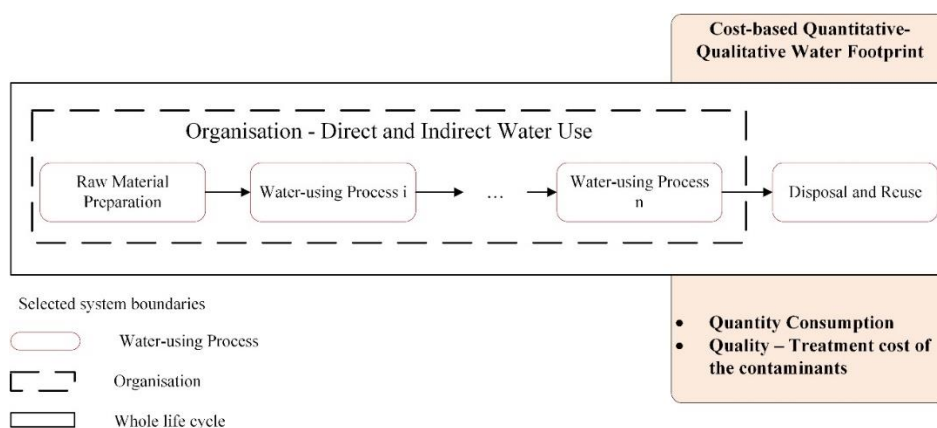 Cost-based Quantitative-
Qualitative Water Footprint
Organisation - Direct and Indirect Water Use
Raw Material
Preparation
Water-using Process i
...
Water-using Process
n
Disposal and Reuse
Selected system boundaries
Water-using Process
Organisation
Whole life cycle
• Quantity Consumption
• Quality – Treatment cost of
the contaminants